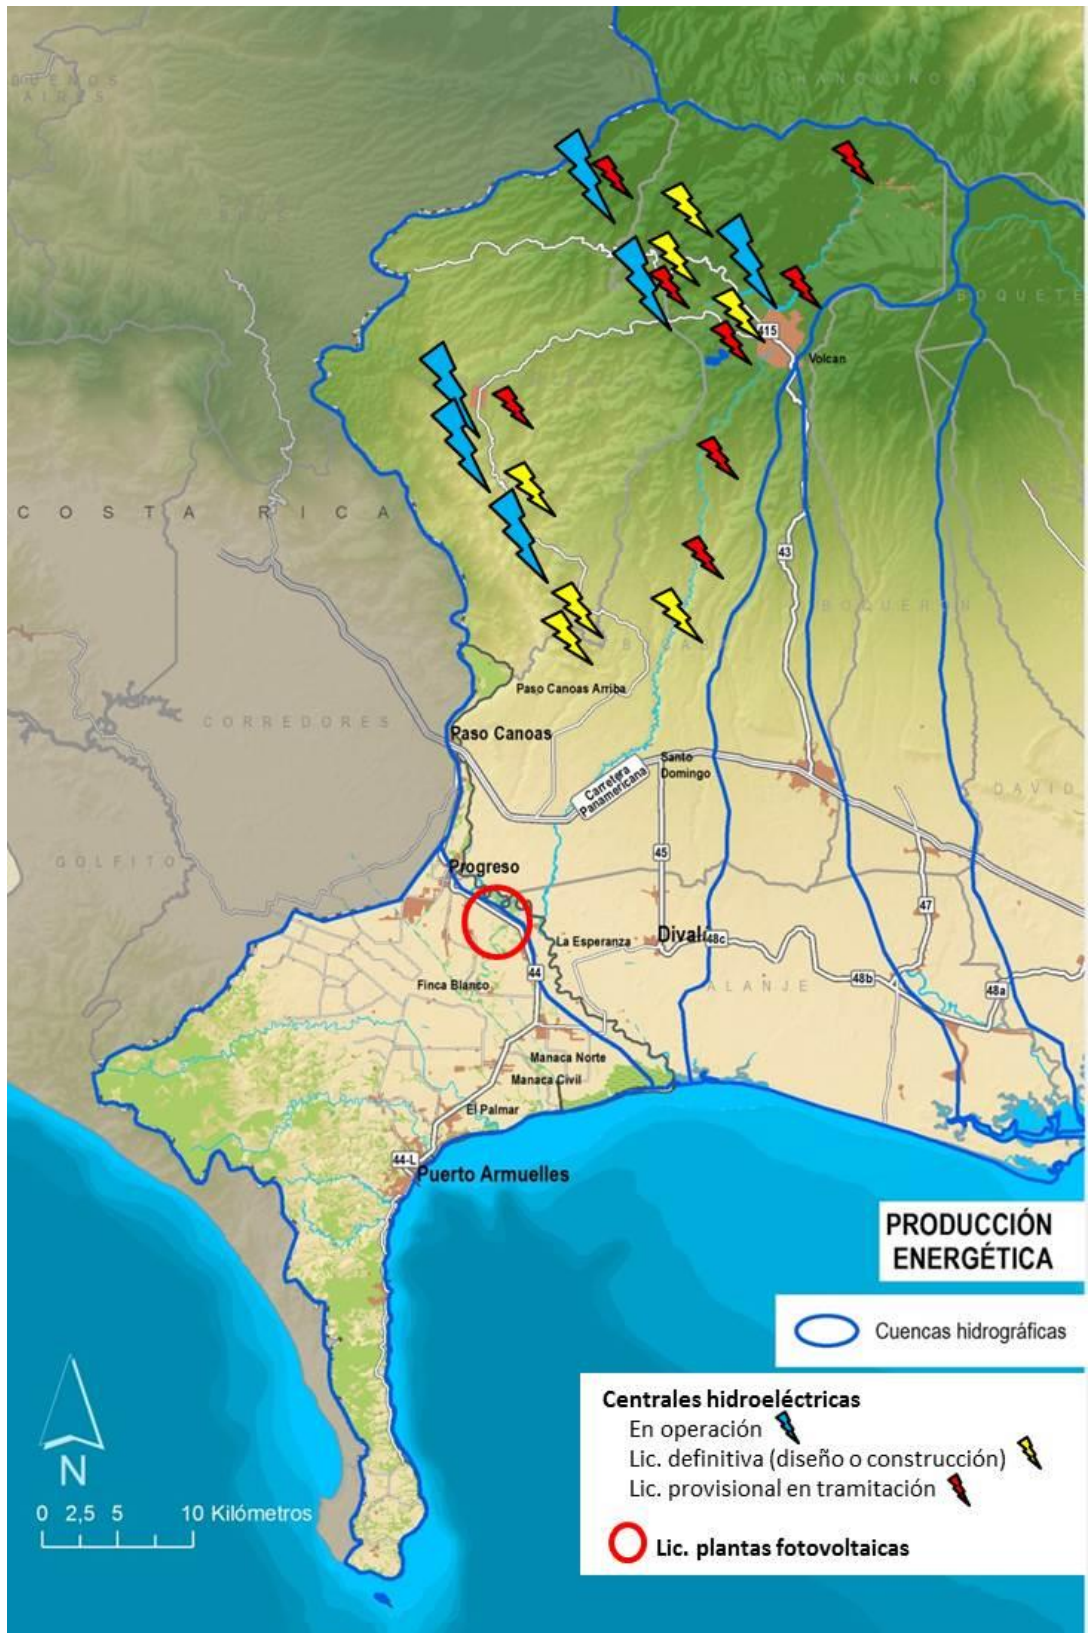 BUENOS
AIRES
CHANGUINOLA
BOQUETE
415
Volcan
COSTA RICA
43
BOQUERÓN
Paso Canoas Arriba
CORREDORES
Paso Canoas
Santo
Domingo
Carretera
Panamericana
DAVID
GOLFITO
Progreso
45
47
La Esperanza
48c
44
Finca Blanco
48b
ALANJE
48a
Manaca Norte
Manaca Civil
El Palmar
44-L
Puerto Armuelles
PRODUCCIÓN
ENERGÉTICA
Cuencas hidrográficas
Centrales hidroeléctricas
En operación
Lic. definitiva (diseño o construcción)
Lic. provisional en tramitación
Lic. plantas fotovoltaicas
N
0 2,5 5 10 Kilómetros